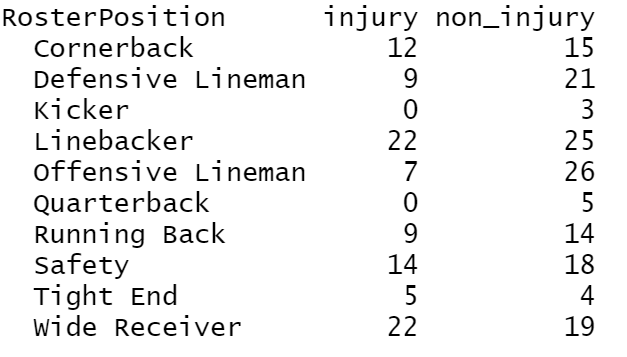 RosterPosition injury non_injury
Cornerback 12 15
Defensive Lineman 9 21
Kicker 0 3
Linebacker 22 25
Offensive Lineman 7 26
Quarterback 0 5
Running Back 9 14
Safety 14 18
Tight End 5 4
Wide Receiver 22 19